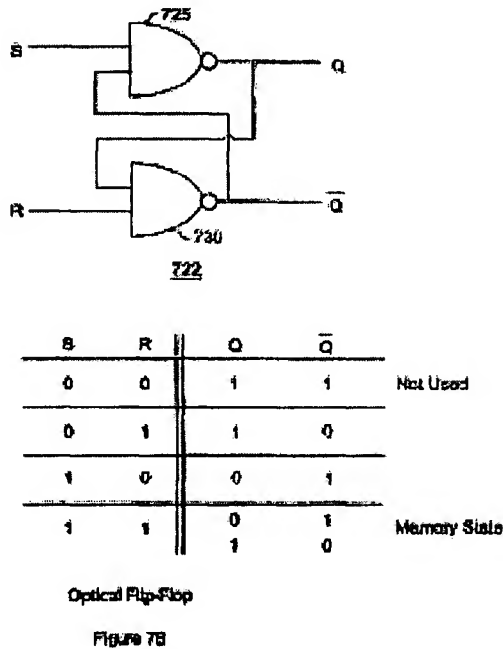 725
S
Q
R
Q̅
730
722
S R Q Q̅
0 0 1 1 Not Used
0 1 1 0
1 0 0 1
1 1 0 1 Memory State
1 0
Optical Flip-Flop
Figure 7B